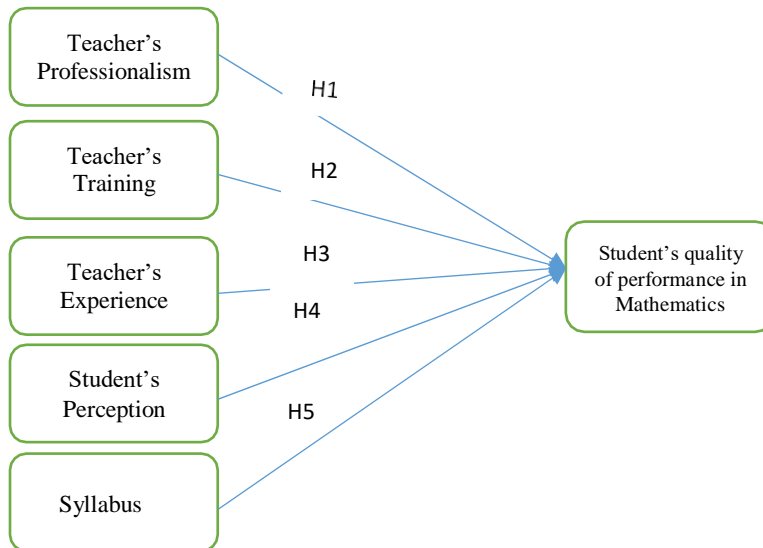 Teacher’s
Professionalism
H1
Teacher’s
Training
H2
Teacher’s
Experience
H3
H4
Student’s
Perception
H5
Syllabus
Student’s quality
of performance in
Mathematics